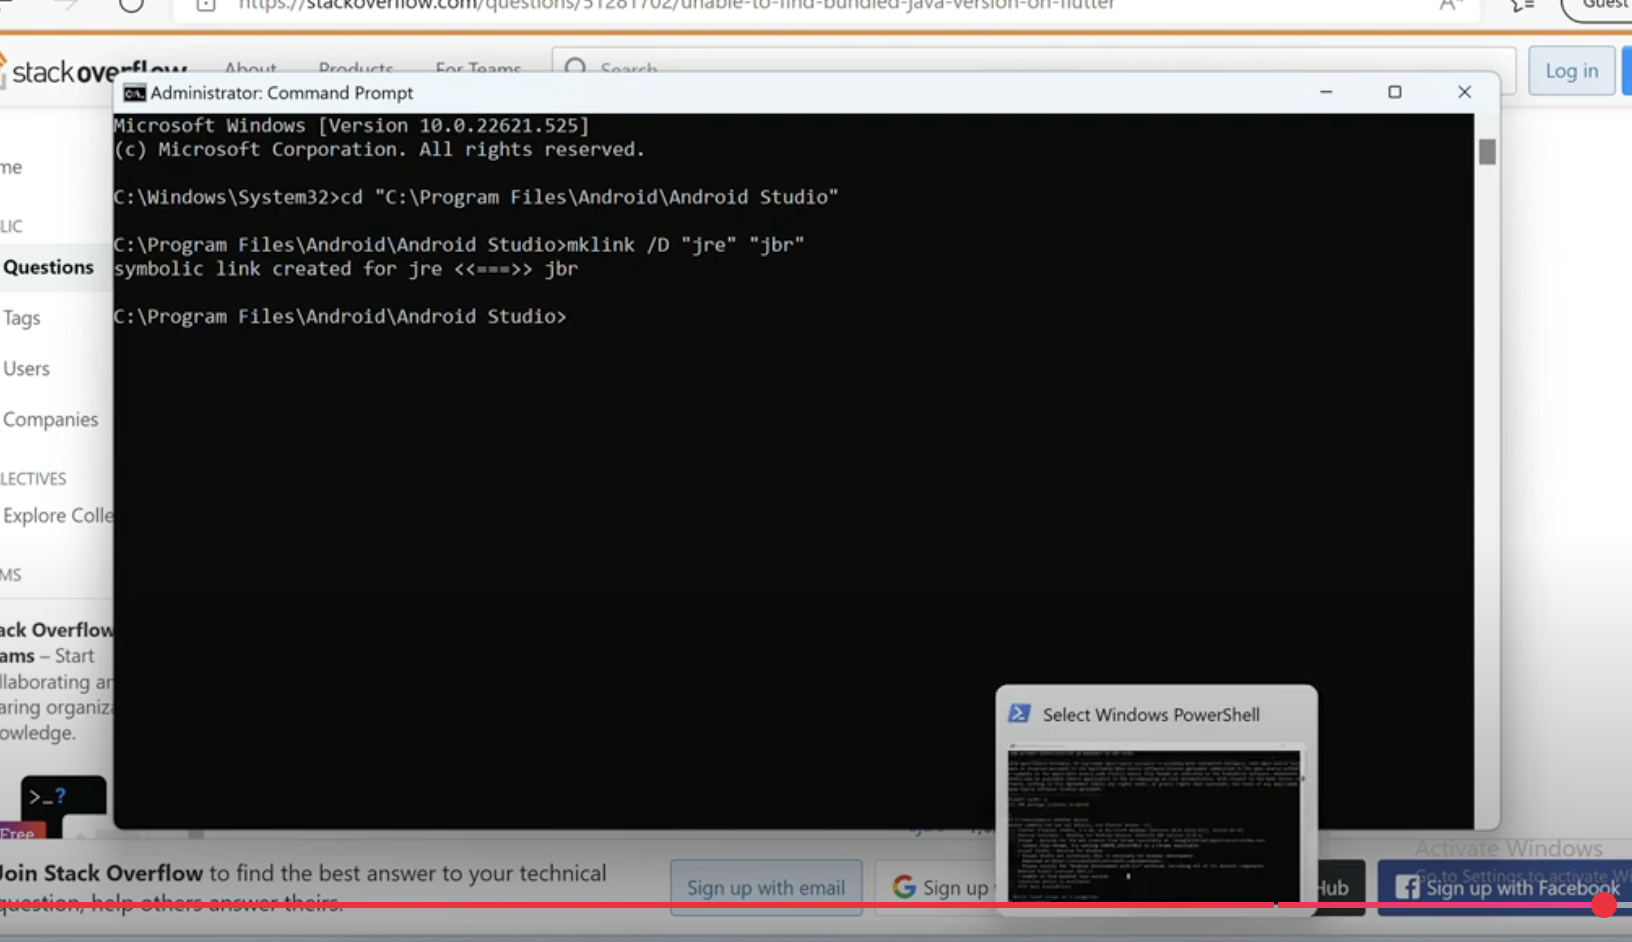 https://stackoverflow.com/questions/51281702/unable-to-find-bundled-java-version-on-flutter
Guest
stackoverflow
About
Products
For Teams
Search
Log in
Administrator: Command Prompt
Microsoft Windows [Version 10.0.22621.525]
(c) Microsoft Corporation. All rights reserved.
C:\Windows\System32>cd "C:\Program Files\Android\Android Studio"
C:\Program Files\Android\Android Studio>mklink /D "jre" "jbr"
symbolic link created for jre <<===>> jbr
C:\Program Files\Android\Android Studio>
me
LIC
Questions
Tags
Users
Companies
LLECTIVES
Explore Colle
MS
ack Overflow
ams – Start
llaborating an
aring organiza
owledge.
>_?
Free
Select Windows PowerShell
Join Stack Overflow to find the best answer to your technical
question, help others answer theirs.
Sign up with email
G Sign up
Hub
Sign up with Facebook
Activate Windows
Go to Settings to activate Wi